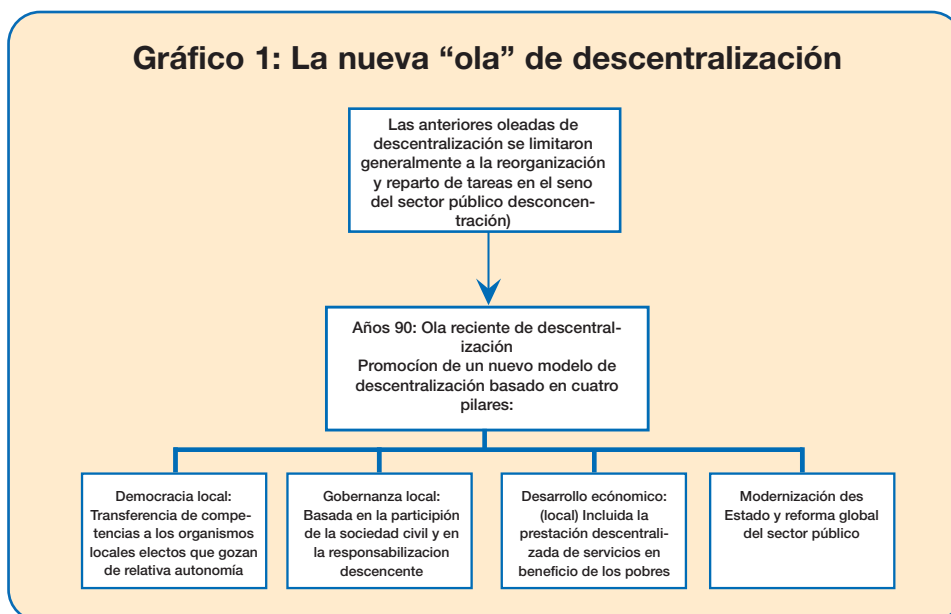 Gráfico 1: La nueva “ola” de descentralización
Las anteriores oleadas de
descentralización se limitaron
generalmente a la reorganización
y reparto de tareas en el seno
del sector público desconcen-
tración)
Años 90: Ola reciente de descentral-
ización
Promocíon de un nuevo modelo de
descentralización basado en cuatro
pilares:
Democracia local:
Transferencia de compe-
tencias a los organismos
locales electos que gozan
de relativa autonomía
Gobernanza local:
Basada en la participión
de la sociedad civil y en
la responsabilizacion
descencente
Desarrollo ecónomico:
(local) Incluida la
prestación descentrali-
zada de servicios en
beneficio de los pobres
Modernización des
Estado y reforma global
del sector público